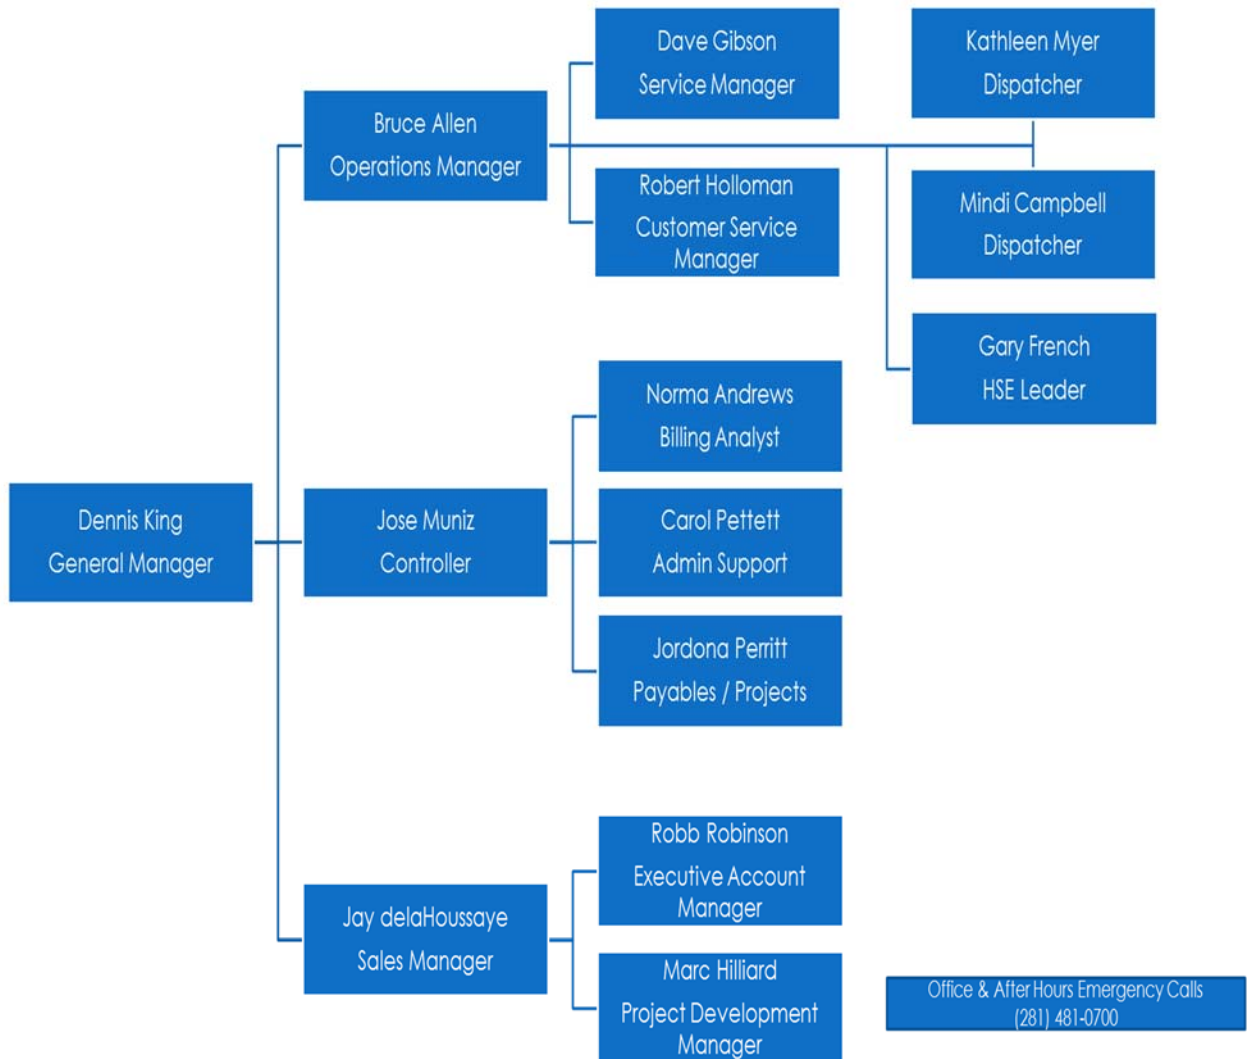 Dave Gibson
Service Manager
Kathleen Myer
Dispatcher
Bruce Allen
Operations Manager
Robert Holloman
Customer Service
Manager
Mindi Campbell
Dispatcher
Gary French
HSE Leader
Norma Andrews
Billing Analyst
Dennis King
General Manager
Jose Muniz
Controller
Carol Pettett
Admin Support
Jordona Perritt
Payables / Projects
Robb Robinson
Executive Account
Manager
Jay delaHoussaye
Sales Manager
Marc Hilliard
Project Development
Manager
Office & After Hours Emergency Calls
(281) 481-0700